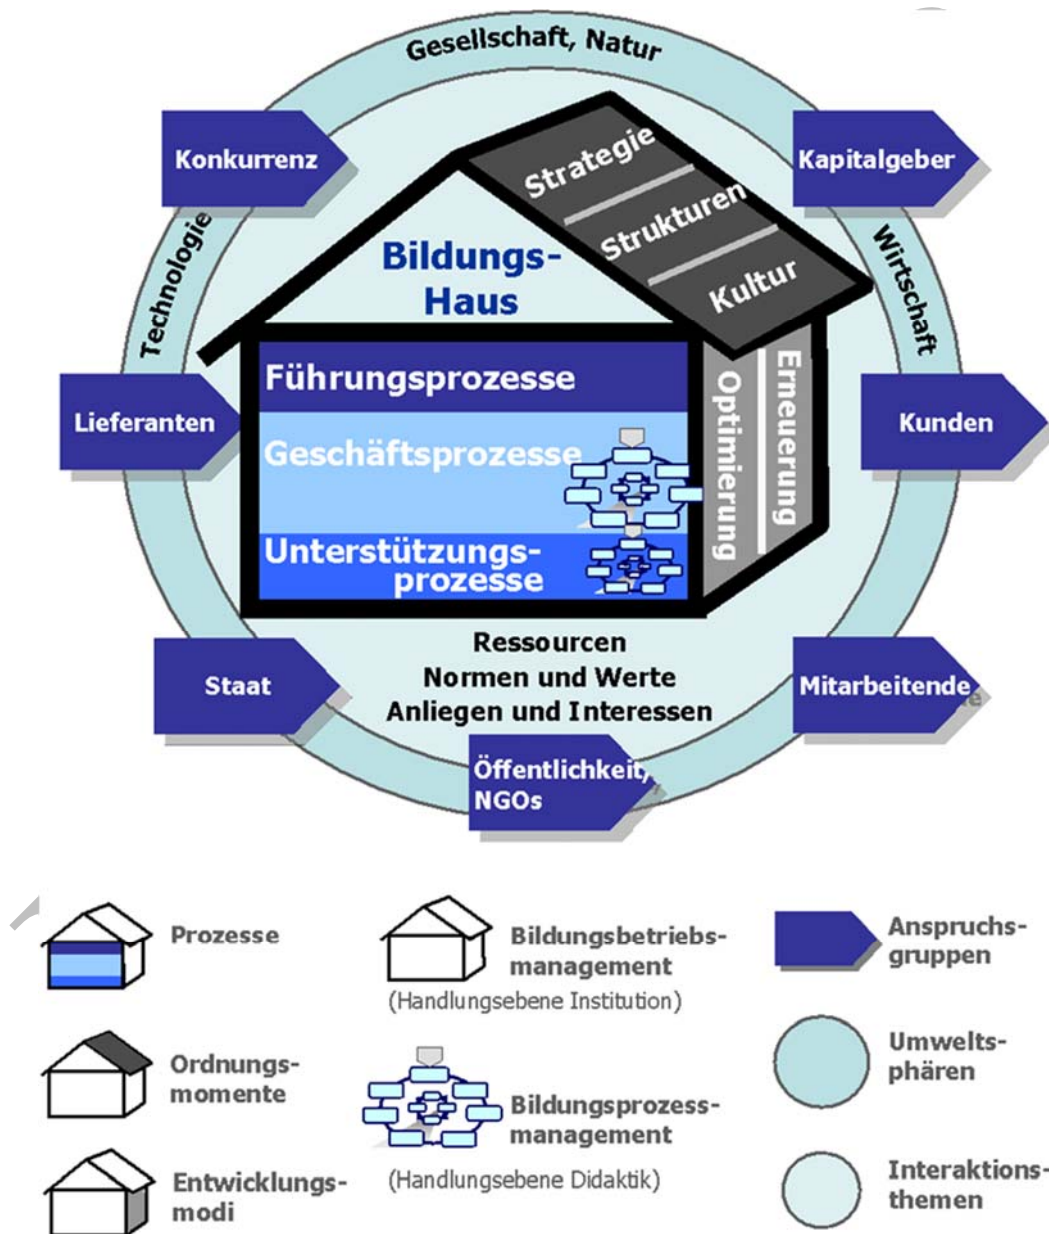 Gesellschaft, Natur
Konkurrenz
Kapitalgeber
Strategie
Strukturen
Kultur
Technologie
Wirtschaft
Bildungs-
Haus
Führungsprozesse
Lieferanten
Kunden
Optimierung
Erneuerung
Geschäftsprozesse
Unterstützungs-
prozesse
Ressourcen
Normen und Werte
Anliegen und Interessen
Staat
Mitarbeitende
Öffentlichkeit,
NGOs
Prozesse
Bildungsbetriebs-
management
(Handlungsebene Institution)
Anspruchs-
gruppen
Ordnungs-
momente
Bildungsprozess-
management
(Handlungsebene Didaktik)
Umwelts-
phären
Entwicklungs-
modi
Interaktions-
themen